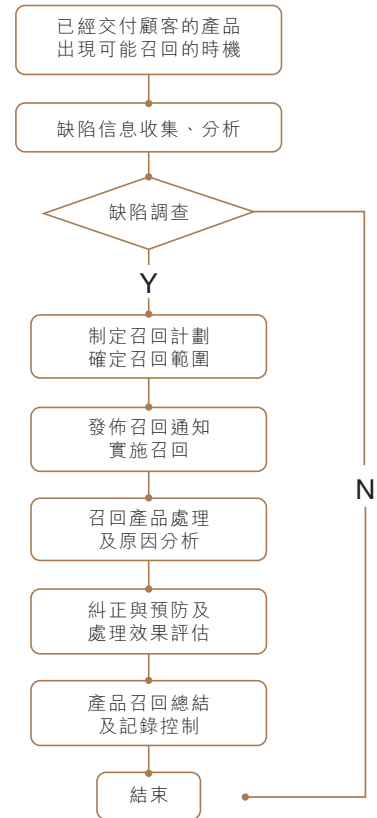 已經交付顧客的產品
出現可能召回的時機
缺陷信息收集、分析
缺陷調查
Y
制定召回計劃
確定召回範圍
發佈召回通知
實施召回
N
召回產品處理
及原因分析
糾正與預防及
處理效果評估
產品召回總結
及記錄控制
結束